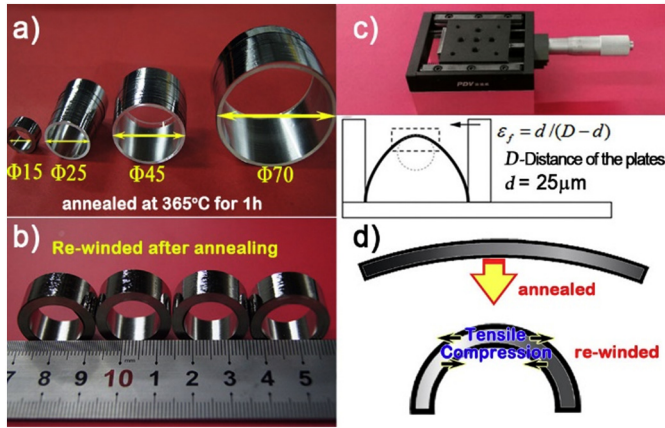 a)
Φ15 Φ25 Φ45 Φ70
annealed at 365°C for 1h
b)
Re-winded after annealing
7 8 9 10 1 2 3 4 5
c)
PDV
ε_f = d/(D−d)
D-Distance of the plates
d = 25μm
d)
annealed
Tensile
Compression
re-winded